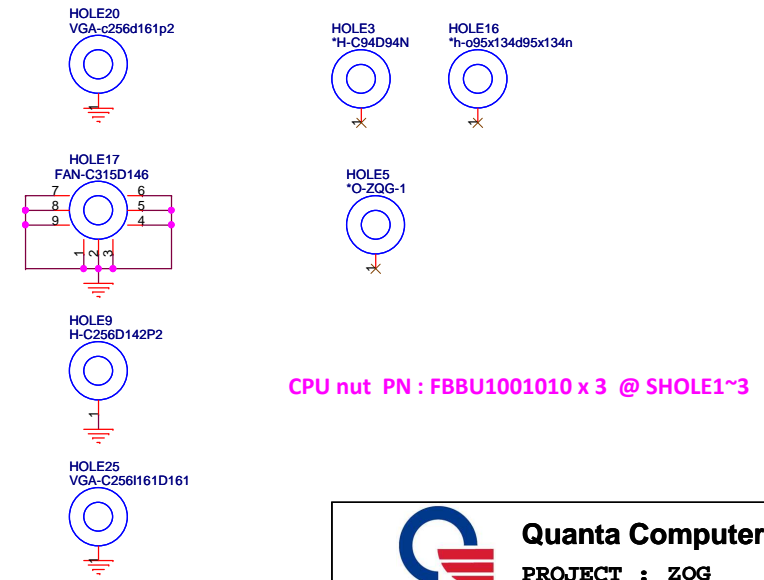 HOLE20
VGA-c256d161p2
1
HOLE3
*H-C94D94N
1
HOLE16
*h-o95x134d95x134n
1
HOLE17
FAN-C315D146
7 6
8 5
9 4
1 2 3
HOLE5
*O-ZQG-1
1
HOLE9
H-C256D142P2
1
CPU nut PN : FBBU1001010 x 3 @ SHOLE1~3
HOLE25
VGA-C256I161D161
1
Quanta Computer
PROJECT : ZQG